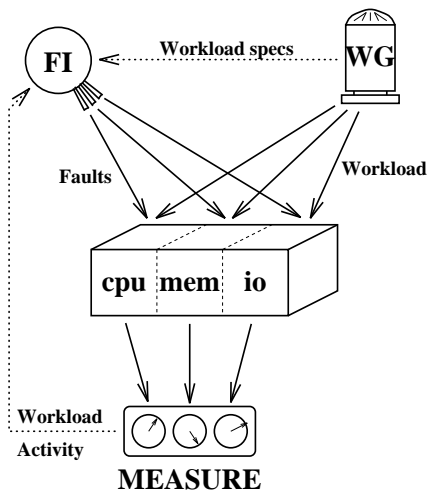 Workload specs
FI
WG
Faults
Workload
cpu mem io
Workload
Activity
MEASURE